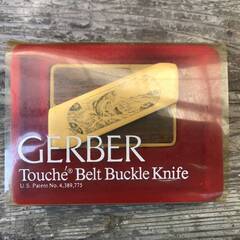 GERBER
Touché® Belt Buckle Knife
U.S. Patent No. 4,389,775